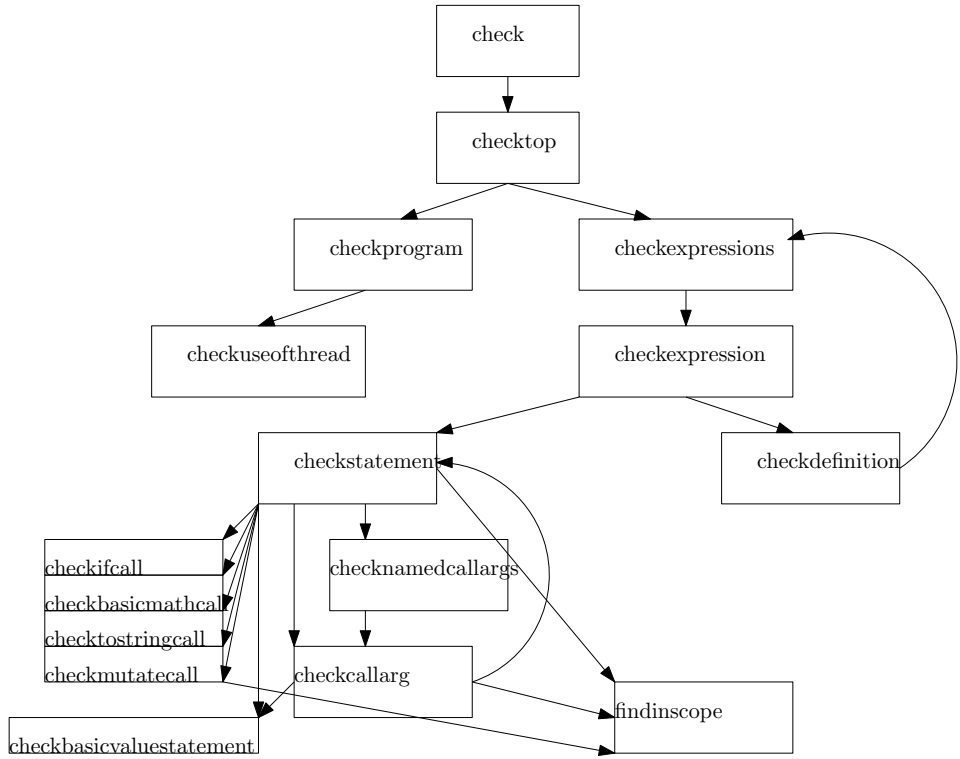 check
checktop
checkprogram
checkexpressions
checkuseofthread
checkexpression
checkstatement
checkdefinition
checkifcall
checknamedcallargs
checkbasicmathcall
checktostringcall
checkmutatecall
checkcallarg
findinscope
checkbasicvaluestatement